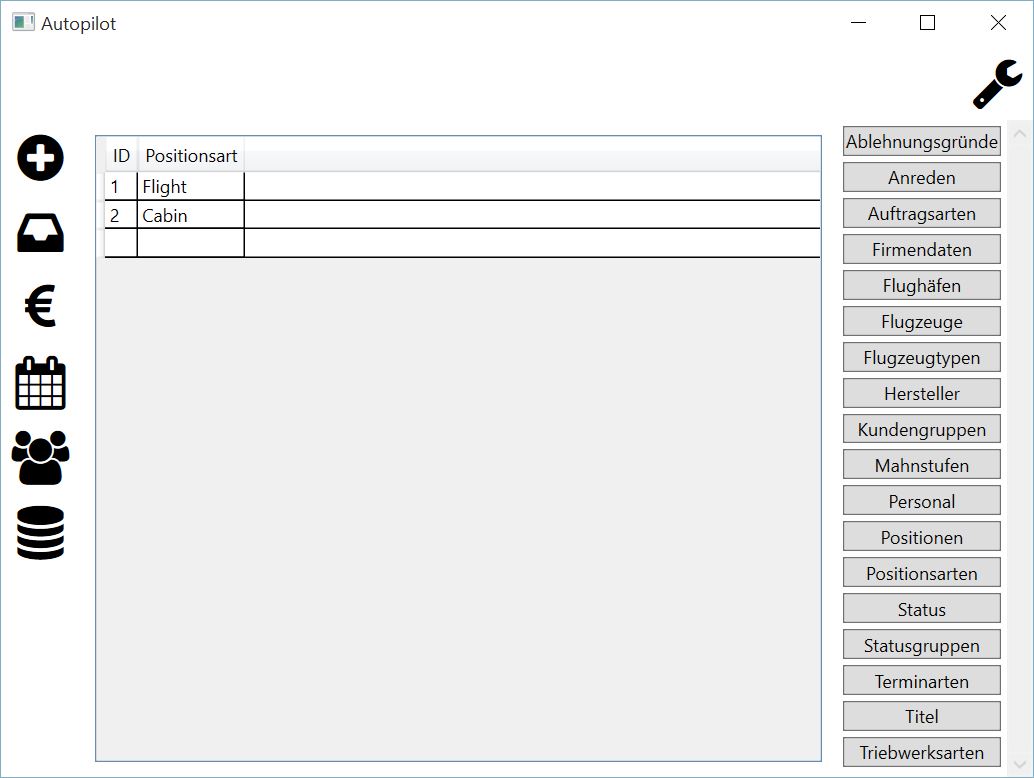 Autopilot
ID Positionsart
1 Flight
2 Cabin
Ablehnungsgründe
Anreden
Auftragsarten
Firmendaten
Flughäfen
Flugzeuge
Flugzeugtypen
Hersteller
Kundengruppen
Mahnstufen
Personal
Positionen
Positionsarten
Status
Statusgruppen
Terminarten
Titel
Triebwerksarten